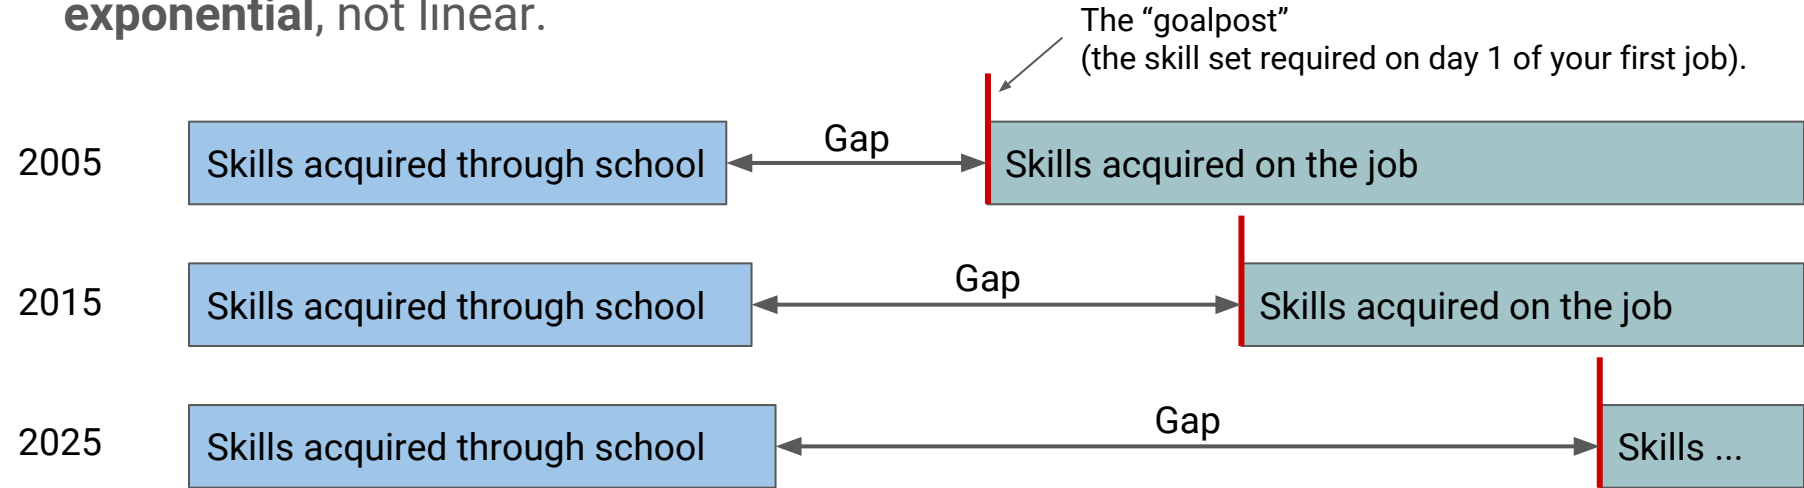 exponential, not linear.
The “goalpost”
(the skill set required on day 1 of your first job).
2005
Skills acquired through school
Gap
Skills acquired on the job
2015
Skills acquired through school
Gap
Skills acquired on the job
2025
Skills acquired through school
Gap
Skills ...